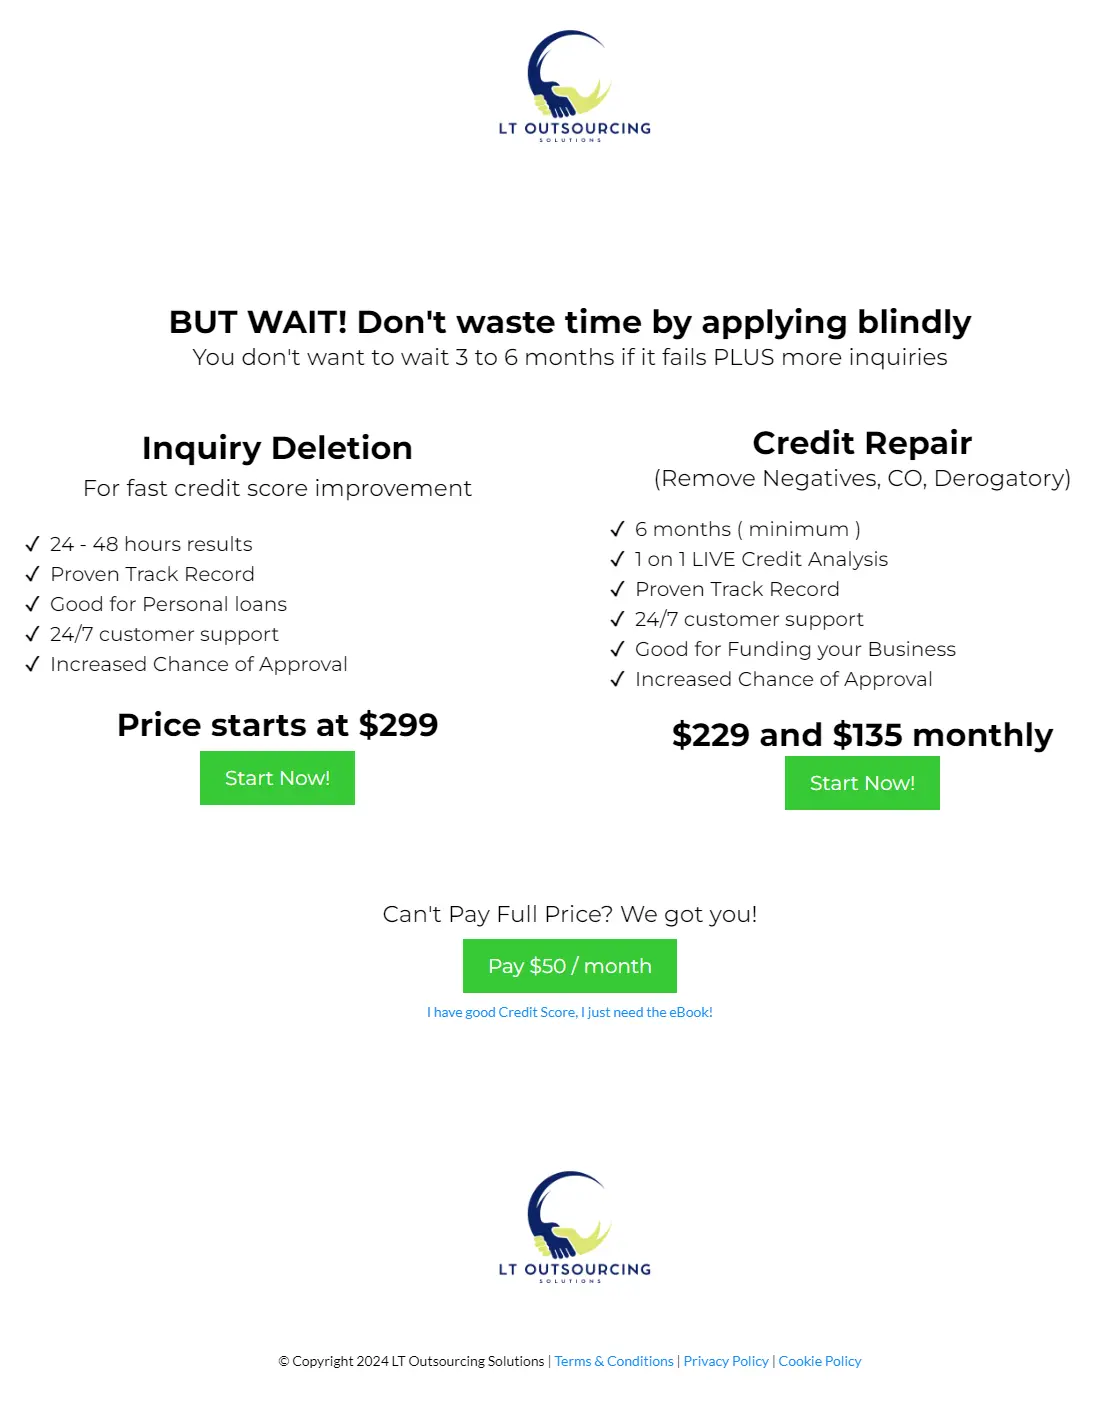 LT OUTSOURCING
SOLUTIONS
BUT WAIT! Don't waste time by applying blindly
You don't want to wait 3 to 6 months if it fails PLUS more inquiries
Inquiry Deletion
For fast credit score improvement
✓ 24 - 48 hours results
✓ Proven Track Record
✓ Good for Personal loans
✓ 24/7 customer support
✓ Increased Chance of Approval
Price starts at $299
Start Now!
Credit Repair
(Remove Negatives, CO, Derogatory)
✓ 6 months ( minimum )
✓ 1 on 1 LIVE Credit Analysis
✓ Proven Track Record
✓ 24/7 customer support
✓ Good for Funding your Business
✓ Increased Chance of Approval
$229 and $135 monthly
Start Now!
Can't Pay Full Price? We got you!
Pay $50 / month
I have good Credit Score, I just need the eBook!
LT OUTSOURCING
SOLUTIONS
© Copyright 2024 LT Outsourcing Solutions | Terms & Conditions | Privacy Policy | Cookie Policy